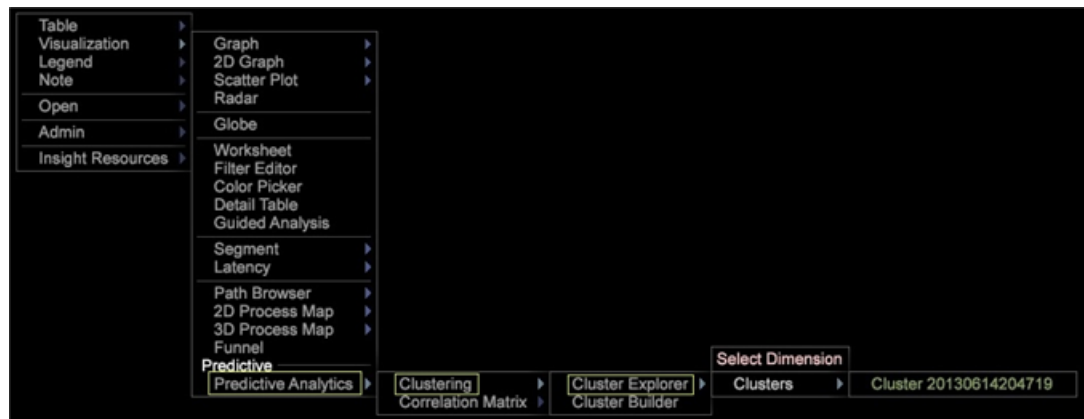 Table
Visualization
Legend
Note
Open
Admin
Insight Resources
Graph
2D Graph
Scatter Plot
Radar
Globe
Worksheet
Filter Editor
Color Picker
Detail Table
Guided Analysis
Segment
Latency
Path Browser
2D Process Map
3D Process Map
Funnel
Predictive
Predictive Analytics
Clustering
Correlation Matrix
Cluster Explorer
Cluster Builder
Select Dimension
Clusters
Cluster 20130614204719